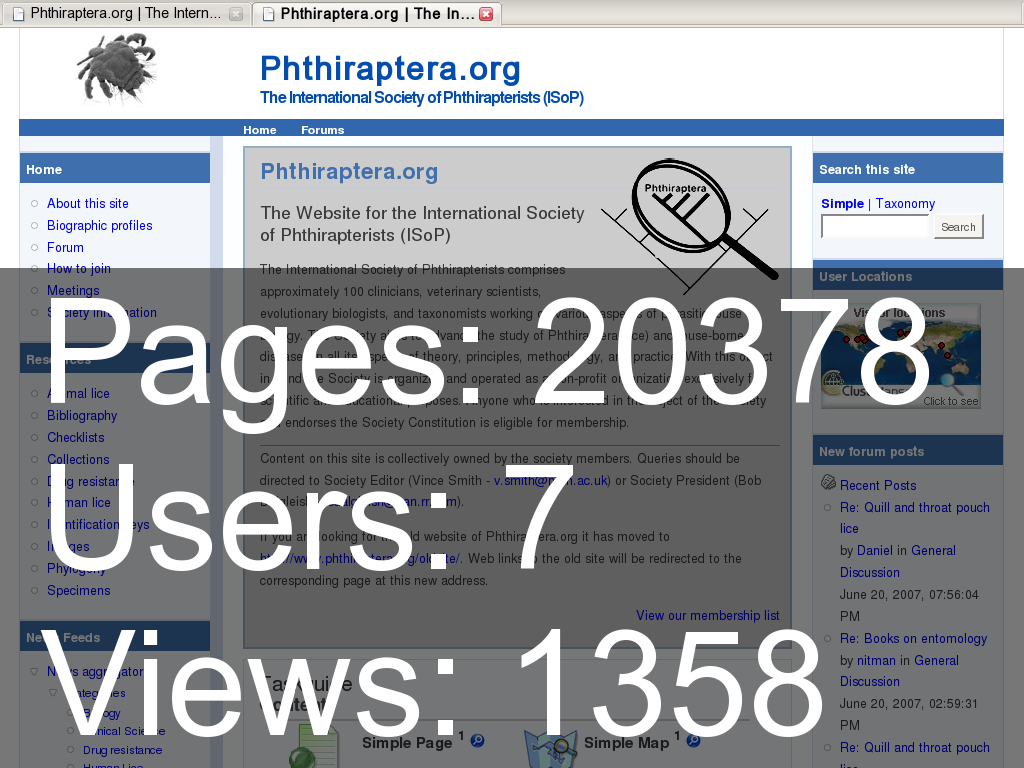 Phthiraptera.org | The Intern...
Phthiraptera.org | The In...
Phthiraptera.org
The International Society of Phthirapterists (ISoP)
Home
Forums
Home
About this site
Biographic profiles
Forum
How to join
Meetings
Society information
Resources
Animal lice
Bibliography
Checklists
Collections
Drug resistance
Human lice
Identification keys
Images
Phylogeny
Specimens
News Feeds
News aggregator
Categories
Biology
Clinical Science
Drug resistance
Human Lice
Phthiraptera.org
Phthiraptera
The Website for the International Society
of Phthirapterists (ISoP)
The International Society of Phthirapterists comprises
approximately 100 clinicians, veterinary scientists,
evolutionary biologists, and taxonomists working on various aspects of parasitic louse
biology. The Society aims to advance the study of Phthiraptera (lice) and louse-borne
disease in all its aspects of theory, principles, methodology, and practice. With this object
in mind the Society is organized and operated as a non-profit organization exclusively for
scientific and educational purposes. Anyone who is interested in the object of the Society
and endorses the Society Constitution is eligible for membership.
Content on this site is collectively owned by the society members. Queries should be
directed to Society Editor (Vince Smith - v.smith@nhm.ac.uk) or Society President (Bob
If you are looking for the old website of Phthiraptera.org it has moved to
http://www.phthiraptera.org/oldsite/. Web links to the old site will be redirected to the
corresponding page at this new address.
View our membership list
Simple Page 1
Simple Map 1
Search this site
Simple | Taxonomy
Search
User Locations
Visitor locations
ClustrMaps
Click to see
New forum posts
Recent Posts
Re: Quill and throat pouch
lice
by Daniel in General
Discussion
June 20, 2007, 07:56:04
PM
Re: Books on entomology
by nitman in General
Discussion
June 20, 2007, 02:59:31
PM
Re: Quill and throat pouch
lice
Pages: 20378
Users: 7
Views: 1358